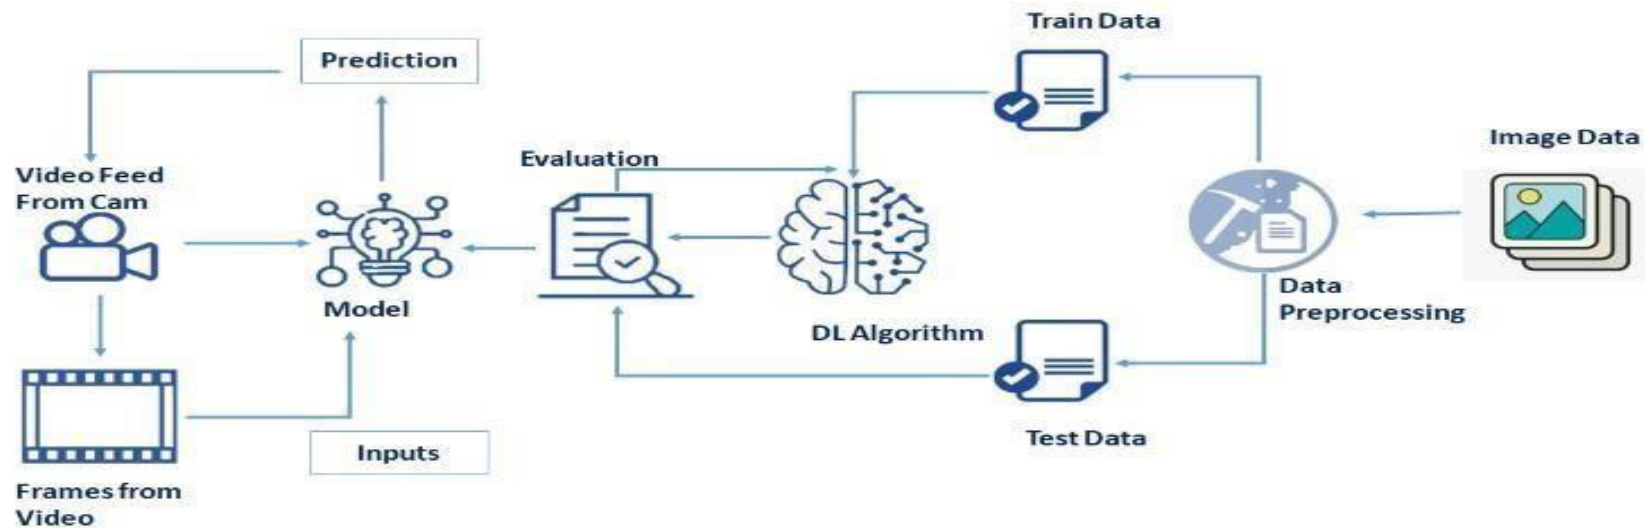 Train Data
Prediction
Image Data
Evaluation
Video Feed
From Cam
Model
Data
Preprocessing
DL Algorithm
Test Data
Inputs
Frames from
Video